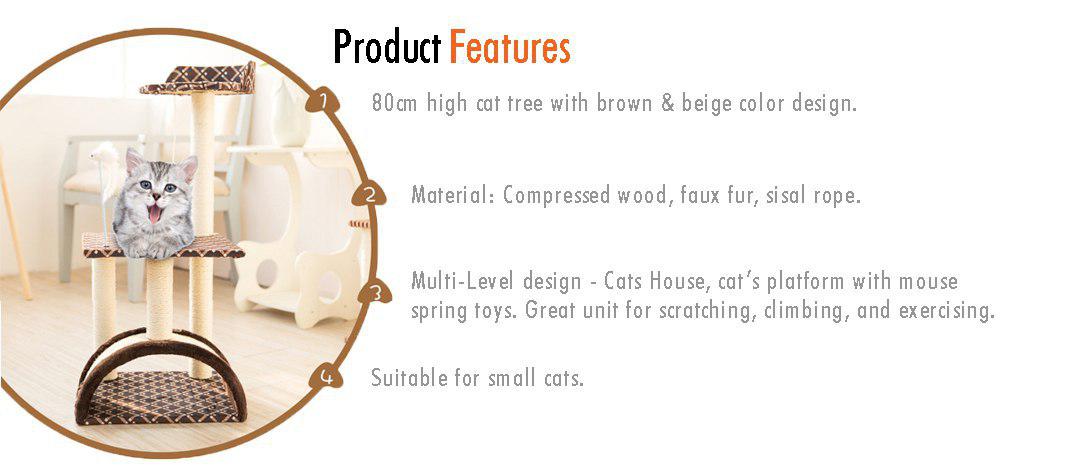 Product Features
1
80cm high cat tree with brown & beige color design.
2
Material: Compressed wood, faux fur, sisal rope.
3
Multi-Level design - Cats House, cat's platform with mouse
spring toys. Great unit for scratching, climbing, and exercising.
4
Suitable for small cats.